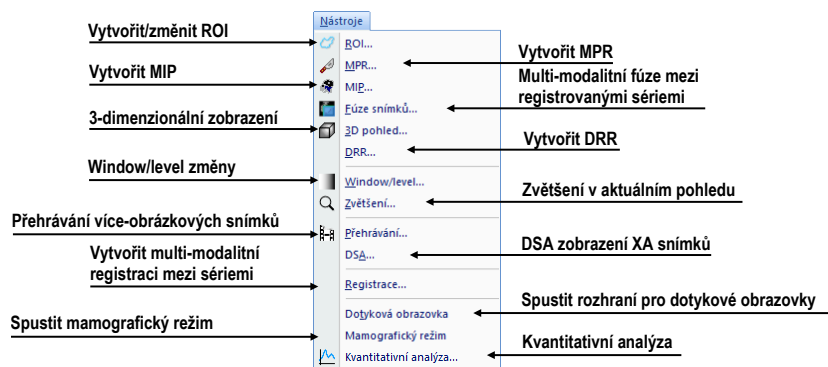 Nástroje
Vytvořit/změnit ROI
ROI...
MPR...
Vytvořit MPR
Vytvořit MIP
MIP...
Multi-modalitní fúze mezi
registrovanými sériemi
Fúze snímků...
3-dimenzionální zobrazení
3D pohled...
DRR...
Vytvořit DRR
Window/level změny
Window/level...
Zvětšení...
Zvětšení v aktuálním pohledu
Přehrávání více-obrázkových snímků
Přehrávání...
DSA...
DSA zobrazení XA snímků
Vytvořit multi-modalitní
registraci mezi sériemi
Registrace...
Dotyková obrazovka
Spustit rozhraní pro dotykové obrazovky
Spustit mamografický režim
Mamografický režim
Kvantitativní analýza...
Kvantitativní analýza